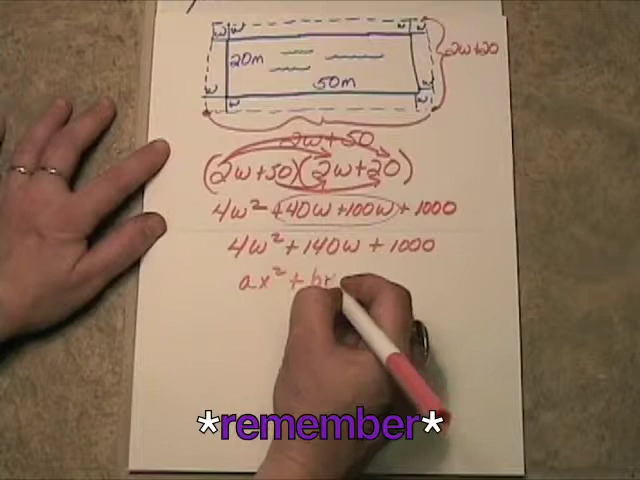 w w w w
2w+20
20m
50m
w w w w
2w+50
(2w+50)(2w+20)
4w² +40w+100w+1000
4w²+140w+1000
ax²+bx
*remember*